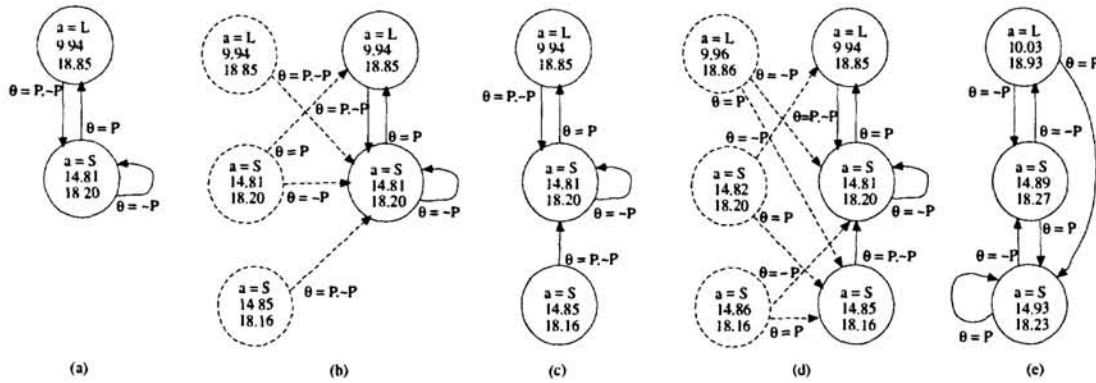 a = L
9 94
18.85
θ = P,~P
θ = P
a = S
14.81
18 20
θ = ~P
(a)
a = L
9.94
18 85
a = L
9.94
18.85
θ = P,~P
θ = P,~P
θ = P
θ = P
a = S
14.81
18.20
θ = ~P
a = S
14.81
18.20
θ = ~P
θ = P,~P
a = S
14 85
18.16
(b)
a = L
9 94
18.85
θ = P,~P
θ = P
a = S
14.81
18.20
θ = ~P
θ = P,~P
a = S
14.85
18.16
(c)
a = L
9.96
18.86
a = L
9 94
18.85
θ = ~P
θ = P
θ=P,~P
θ = P
θ = ~P
a = S
14.82
18.20
a = S
14.81
18.20
θ = P
θ = ~P
θ = ~P
θ = P,~P
a = S
14.86
18.16
θ = P
a = S
14.85
18.16
(d)
a = L
10.03
18.93
θ = P
θ = ~P
θ = ~P
a = S
14.89
18.27
θ = P
θ = ~P
a = S
14.93
18.23
θ = P
(e)